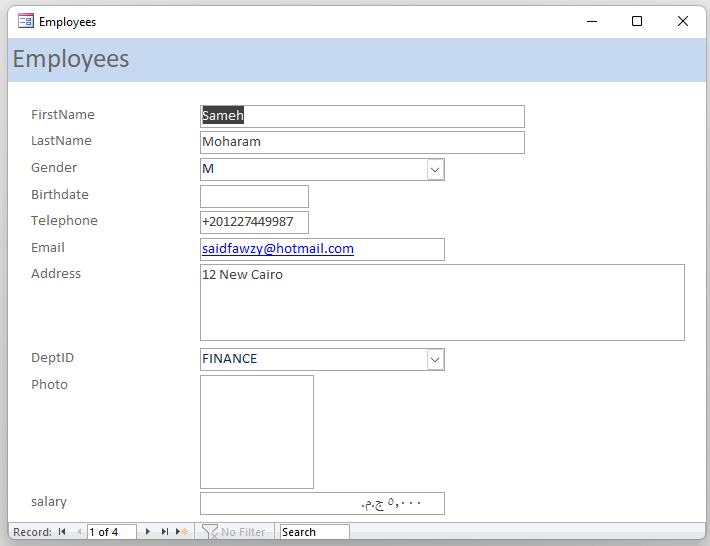 Employees
Employees
FirstName Sameh
LastName Moharam
Gender M
Birthdate
Telephone +201227449987
Email saidfawzy@hotmail.com
Address 12 New Cairo
DeptID FINANCE
Photo
salary ٥,٠٠٠ ج.م.
Record: 1 of 4 No Filter Search